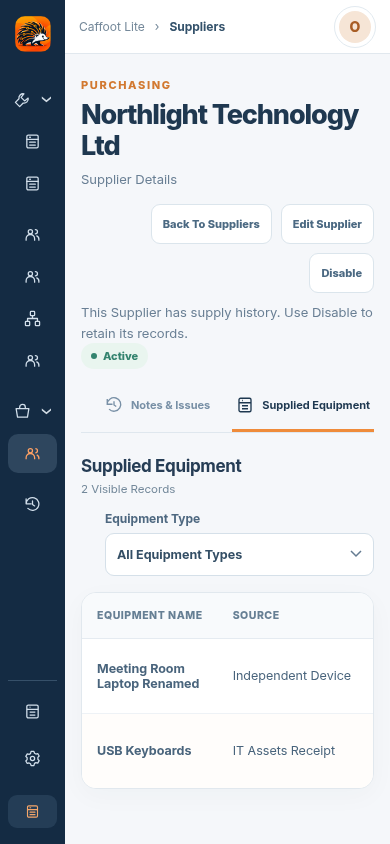 Caffoot Lite › Suppliers
O
PURCHASING
Northlight Technology
Ltd
Supplier Details
Back To Suppliers
Edit Supplier
Disable
This Supplier has supply history. Use Disable to
retain its records.
Active
Notes & Issues
Supplied Equipment
Supplied Equipment
2 Visible Records
Equipment Type
All Equipment Types
EQUIPMENT NAME SOURCE
Meeting Room
Laptop Renamed
Independent Device
USB Keyboards IT Assets Receipt